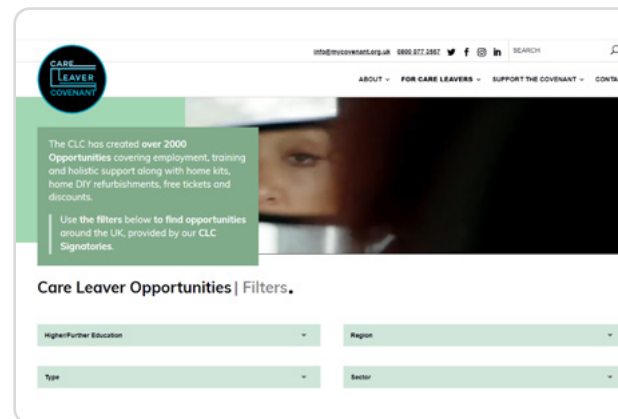 info@mycovenant.org.uk 0800 077 3557 SEARCH
CARE
LEAVER
COVENANT
ABOUT FOR CARE LEAVERS SUPPORT THE COVENANT CONTA
The CLC has created over 2000
Opportunities covering employment, training
and holistic support along with home kits,
home DIY refurbishments, free tickets and
discounts.
Use the filters below to find opportunities
around the UK, provided by our CLC
Signatories.
Care Leaver Opportunities | Filters.
Higher/Further Education Region
Type Sector